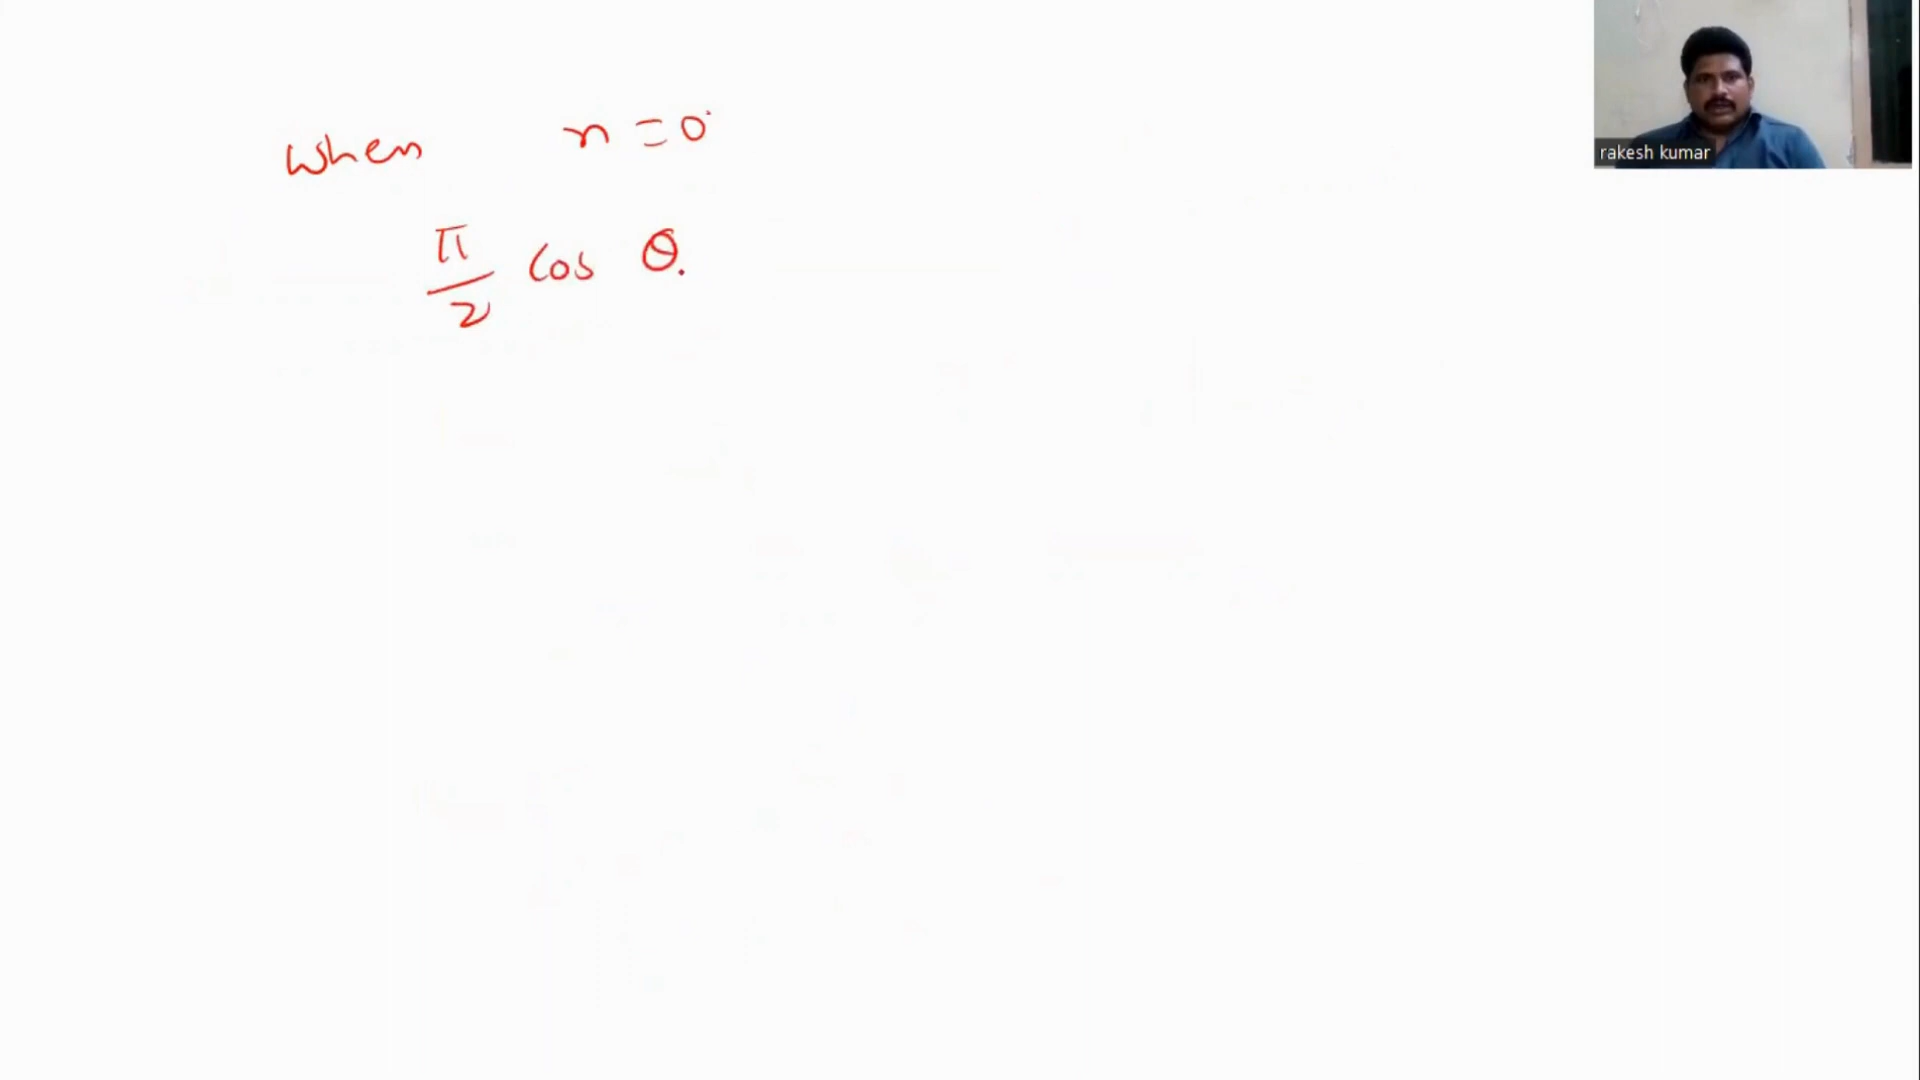 when n = 0
π/2 cos θ.
rakesh kumar